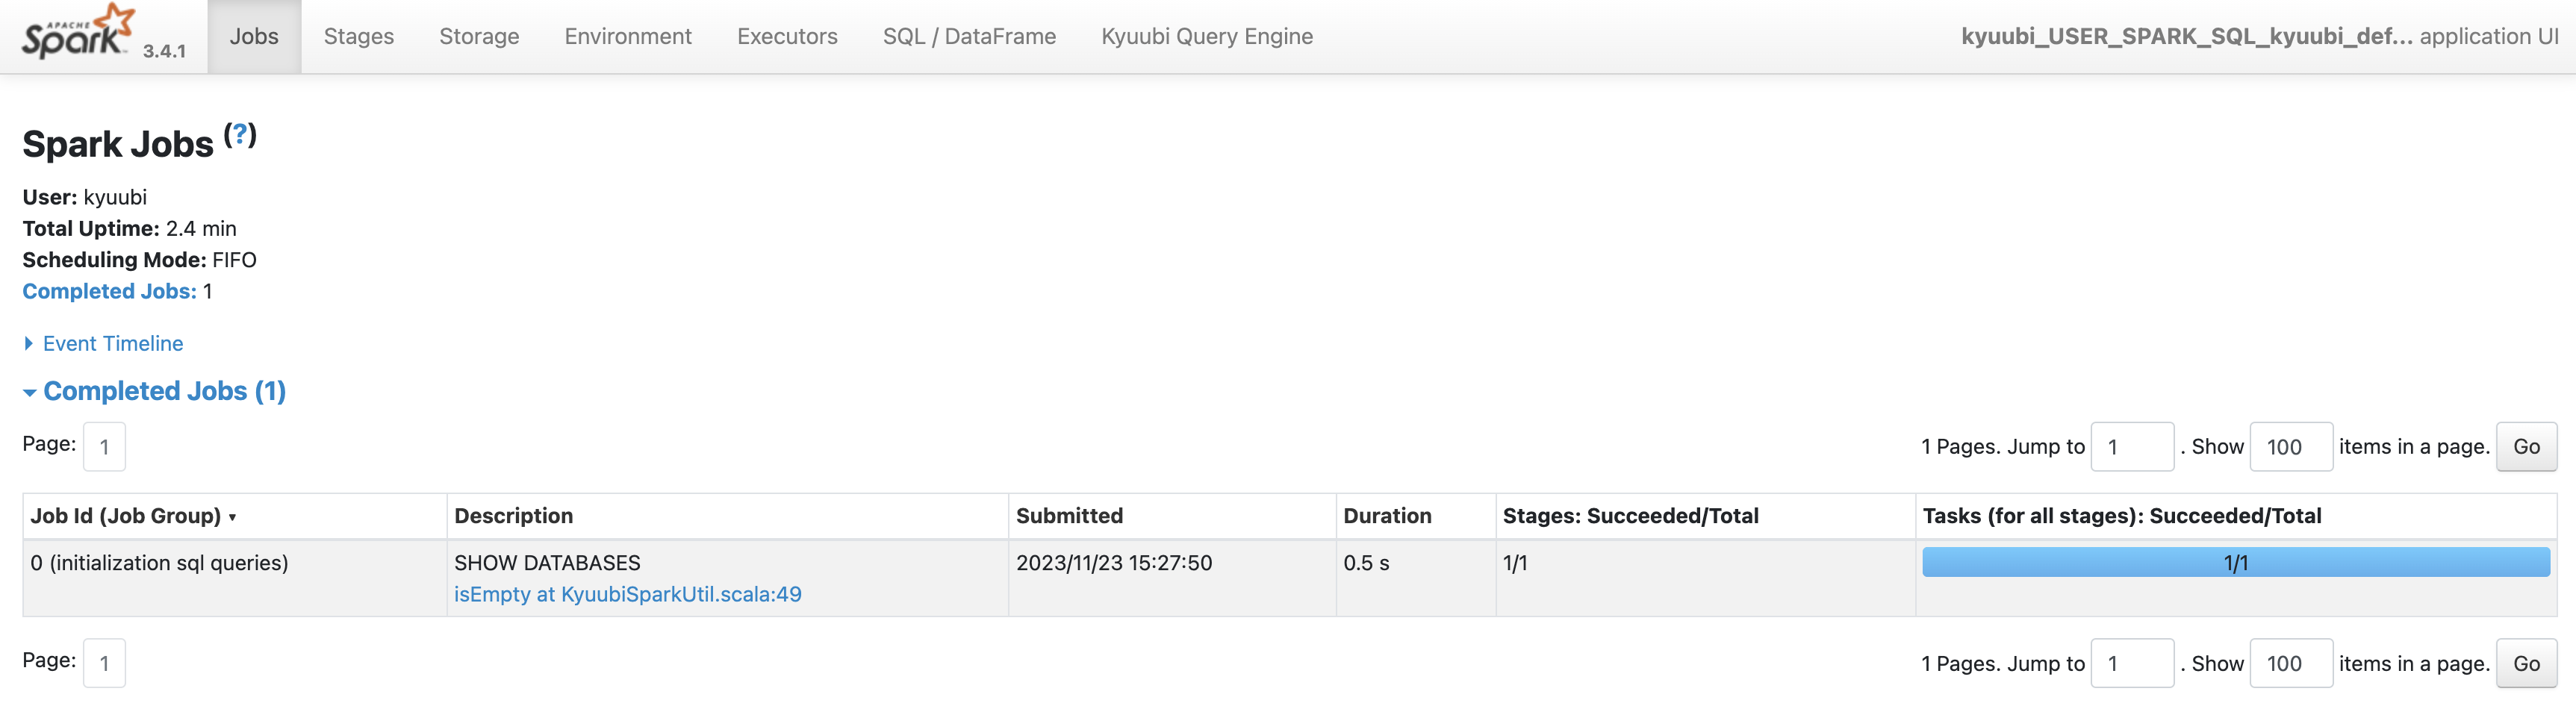 APACHE
Spark 3.4.1 Jobs Stages Storage Environment Executors SQL / DataFrame Kyuubi Query Engine kyuubi_USER_SPARK_SQL_kyuubi_def... application UI
Spark Jobs (?)
User: kyuubi
Total Uptime: 2.4 min
Scheduling Mode: FIFO
Completed Jobs: 1
Event Timeline
Completed Jobs (1)
Page: 1 1 Pages. Jump to 1 . Show 100 items in a page. Go
Job Id (Job Group) ▾ Description Submitted Duration Stages: Succeeded/Total Tasks (for all stages): Succeeded/Total
0 (initialization sql queries) SHOW DATABASES 2023/11/23 15:27:50 0.5 s 1/1 1/1
isEmpty at KyuubiSparkUtil.scala:49
Page: 1 1 Pages. Jump to 1 . Show 100 items in a page. Go